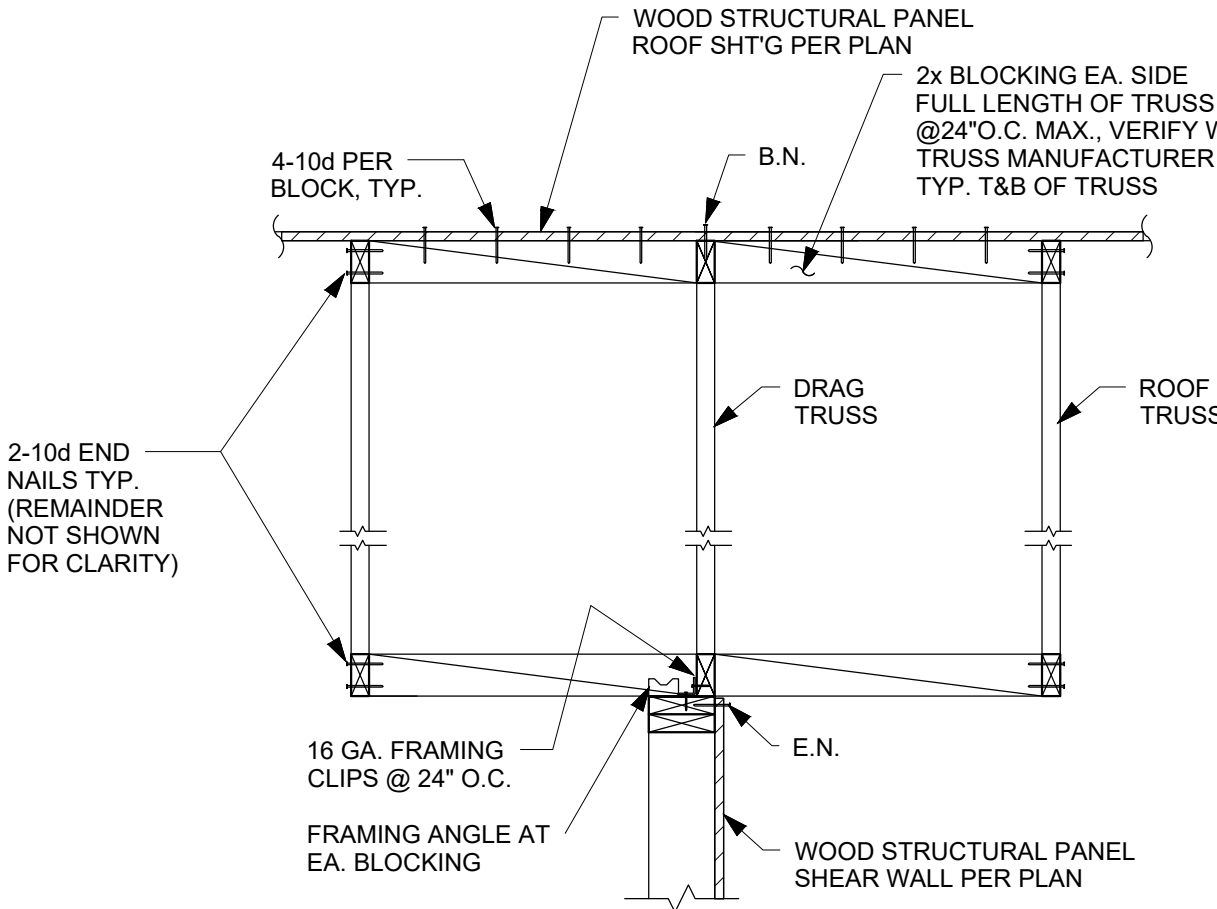 WOOD STRUCTURAL PANEL
ROOF SHT'G PER PLAN
2x BLOCKING EA. SIDE
FULL LENGTH OF TRUSS
@24"O.C. MAX., VERIFY
TRUSS MANUFACTURER
TYP. T&B OF TRUSS
4-10d PER
BLOCK, TYP.
B.N.
DRAG
TRUSS
ROOF
TRUSS
2-10d END
NAILS TYP.
(REMAINDER
NOT SHOWN
FOR CLARITY)
16 GA. FRAMING
CLIPS @ 24" O.C.
E.N.
FRAMING ANGLE AT
EA. BLOCKING
WOOD STRUCTURAL PANEL
SHEAR WALL PER PLAN